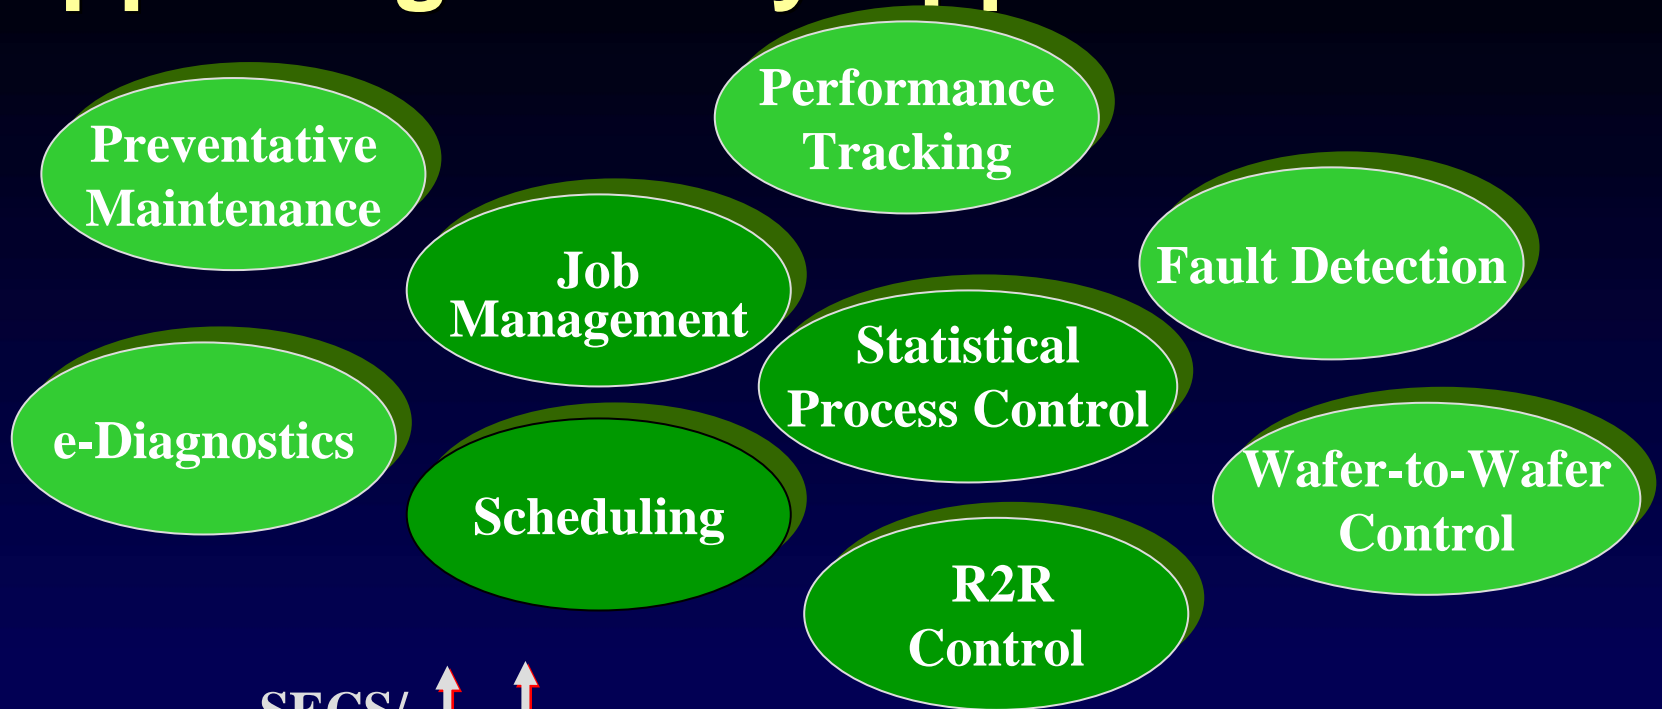 Performance
Tracking
Preventative
Maintenance
Fault Detection
Job
Management
Statistical
Process Control
e-Diagnostics
Wafer-to-Wafer
Control
Scheduling
R2R
Control
SECS/